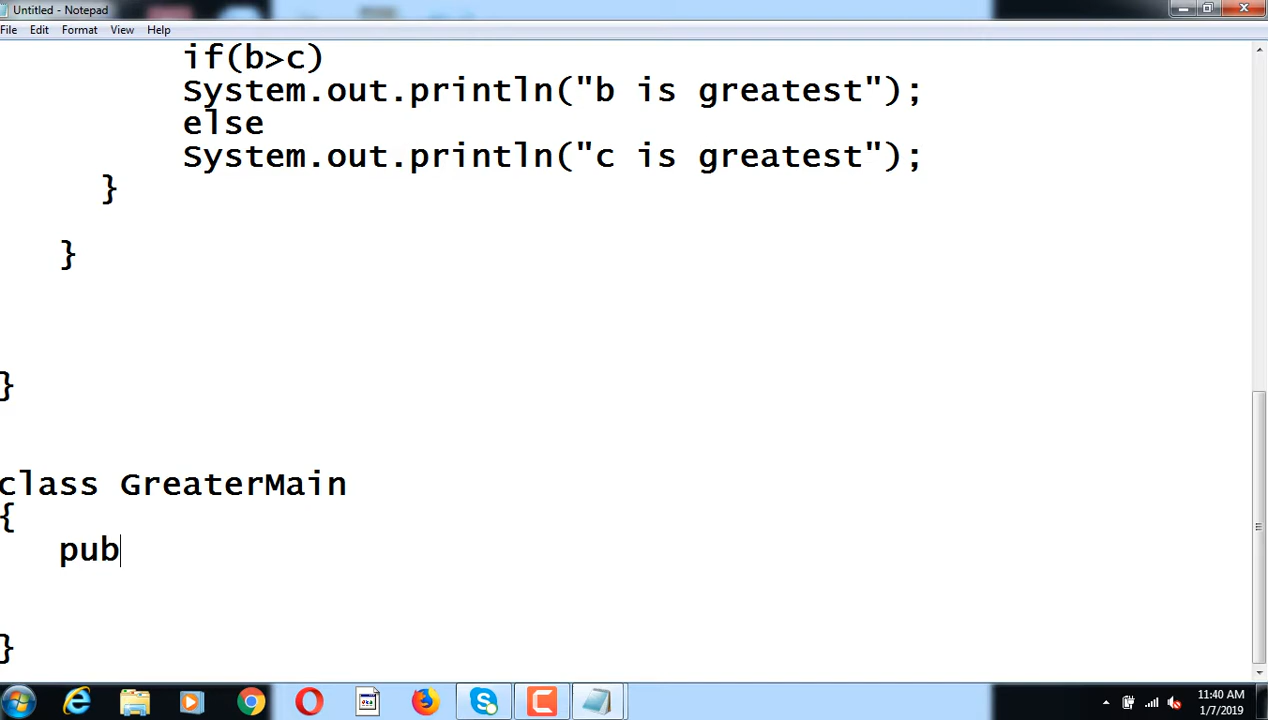 Untitled - Notepad
File Edit Format View Help
if(b>c)
System.out.println("b is greatest");
else
System.out.println("c is greatest");
}
}
}
class GreaterMain
{
pub
}
11:40 AM
1/7/2019